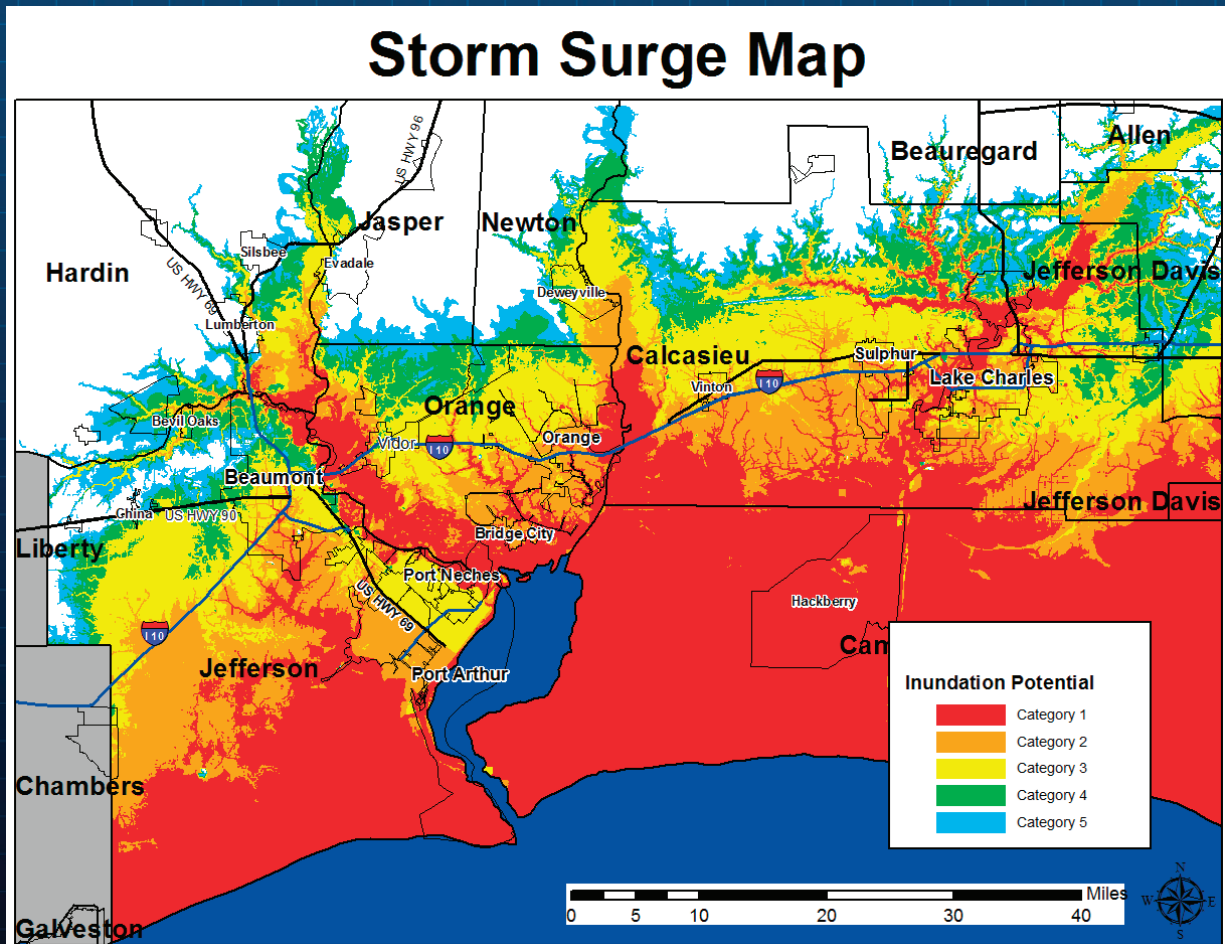 Storm Surge Map
Allen
Beauregard
US HWY 96
Jasper
Newton
Silsbee
Evadale
Hardin
US HWY 69
Jefferson Davis
Deweyville
Lumberton
Calcasieu
Sulphur
Vinton
I 10
Lake Charles
Orange
Bevil Oaks
Vidor
I 10
Orange
Beaumont
China
US HWY 90
Jefferson Davis
Bridge City
Liberty
Port Neches
US HWY 69
Hackberry
I 10
Cam
Jefferson
Port Arthur
Inundation Potential
Category 1
Category 2
Category 3
Category 4
Category 5
Chambers
Galveston
Miles
0 5 10 20 30 40
N
W E
S